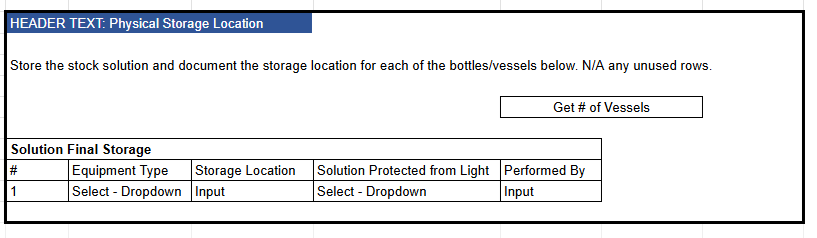 HEADER TEXT: Physical Storage Location
Store the stock solution and document the storage location for each of the bottles/vessels below. N/A any unused rows.
Get # of Vessels
Solution Final Storage
# Equipment Type Storage Location Solution Protected from Light Performed By
1 Select - Dropdown Input Select - Dropdown Input